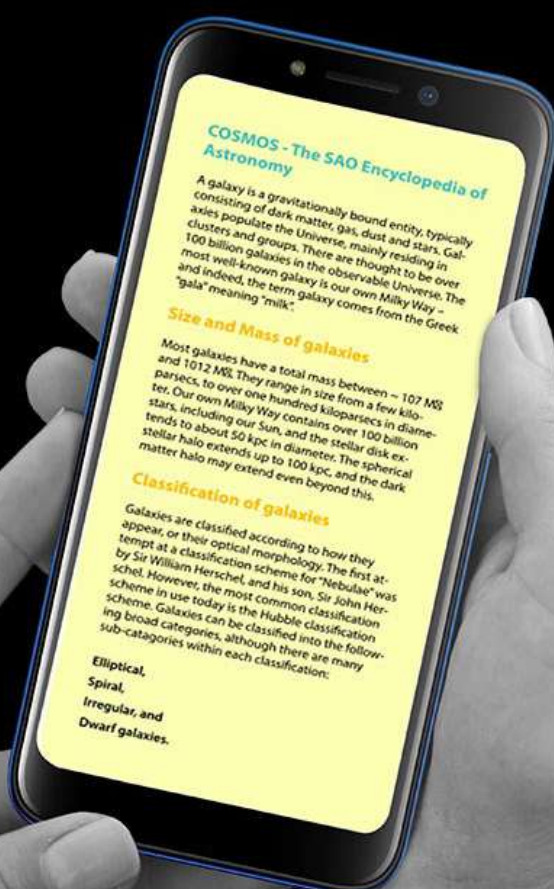 COSMOS - The SAO Encyclopedia of
Astronomy
A galaxy is a gravitationally bound entity, typically
consisting of dark matter, gas, dust and stars. Gal-
axies populate the Universe, mainly residing in
clusters and groups. There are thought to be over
100 billion galaxies in the observable Universe. The
most well-known galaxy is our own Milky Way –
and indeed, the term galaxy comes from the Greek
"gala" meaning "milk".
Size and Mass of galaxies
Most galaxies have a total mass between ~ 107 M
and 1012 M. They range in size from a few kilo-
parsecs, to over one hundred kiloparsecs in diame-
ter. Our own Milky Way contains over 100 billion
stars, including our Sun, and the stellar disk ex-
tends to about 50 kpc in diameter. The spherical
stellar halo extends up to 100 kpc, and the dark
matter halo may extend even beyond this.
Classification of galaxies
Galaxies are classified according to how they
appear, or their optical morphology. The first at-
tempt at a classification scheme for "Nebulae" was
by Sir William Herschel, and his son, Sir John Her-
schel. However, the most common classification
scheme in use today is the Hubble classification
scheme. Galaxies can be classified into the follow-
ing broad categories, although there are many
sub-catagories within each classification:
Elliptical,
Spiral,
Irregular, and
Dwarf galaxies.